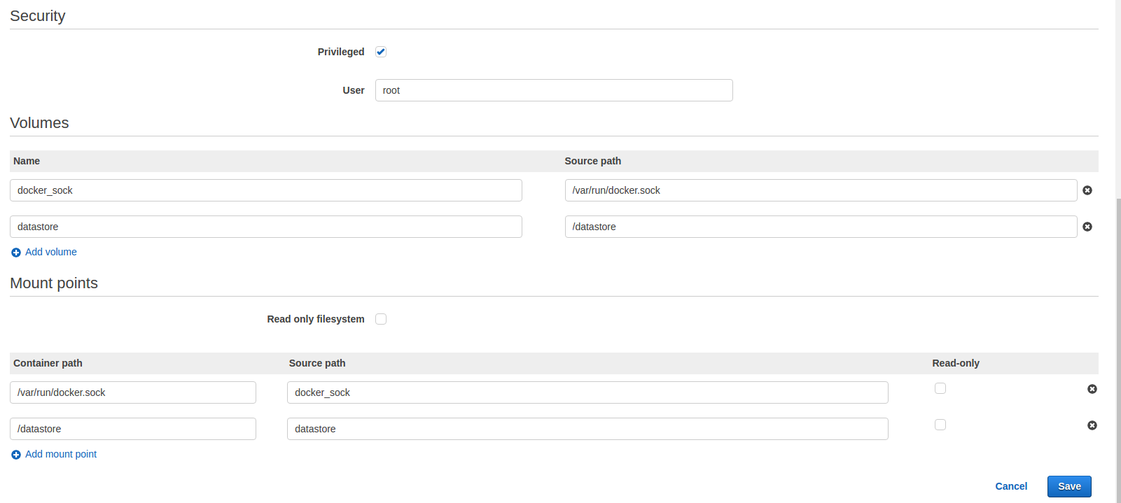 Security
Privileged
User root
Volumes
Name Source path
docker_sock /var/run/docker.sock
datastore /datastore
Add volume
Mount points
Read only filesystem
Container path Source path Read-only
/var/run/docker.sock docker_sock
/datastore datastore
Add mount point
Cancel Save